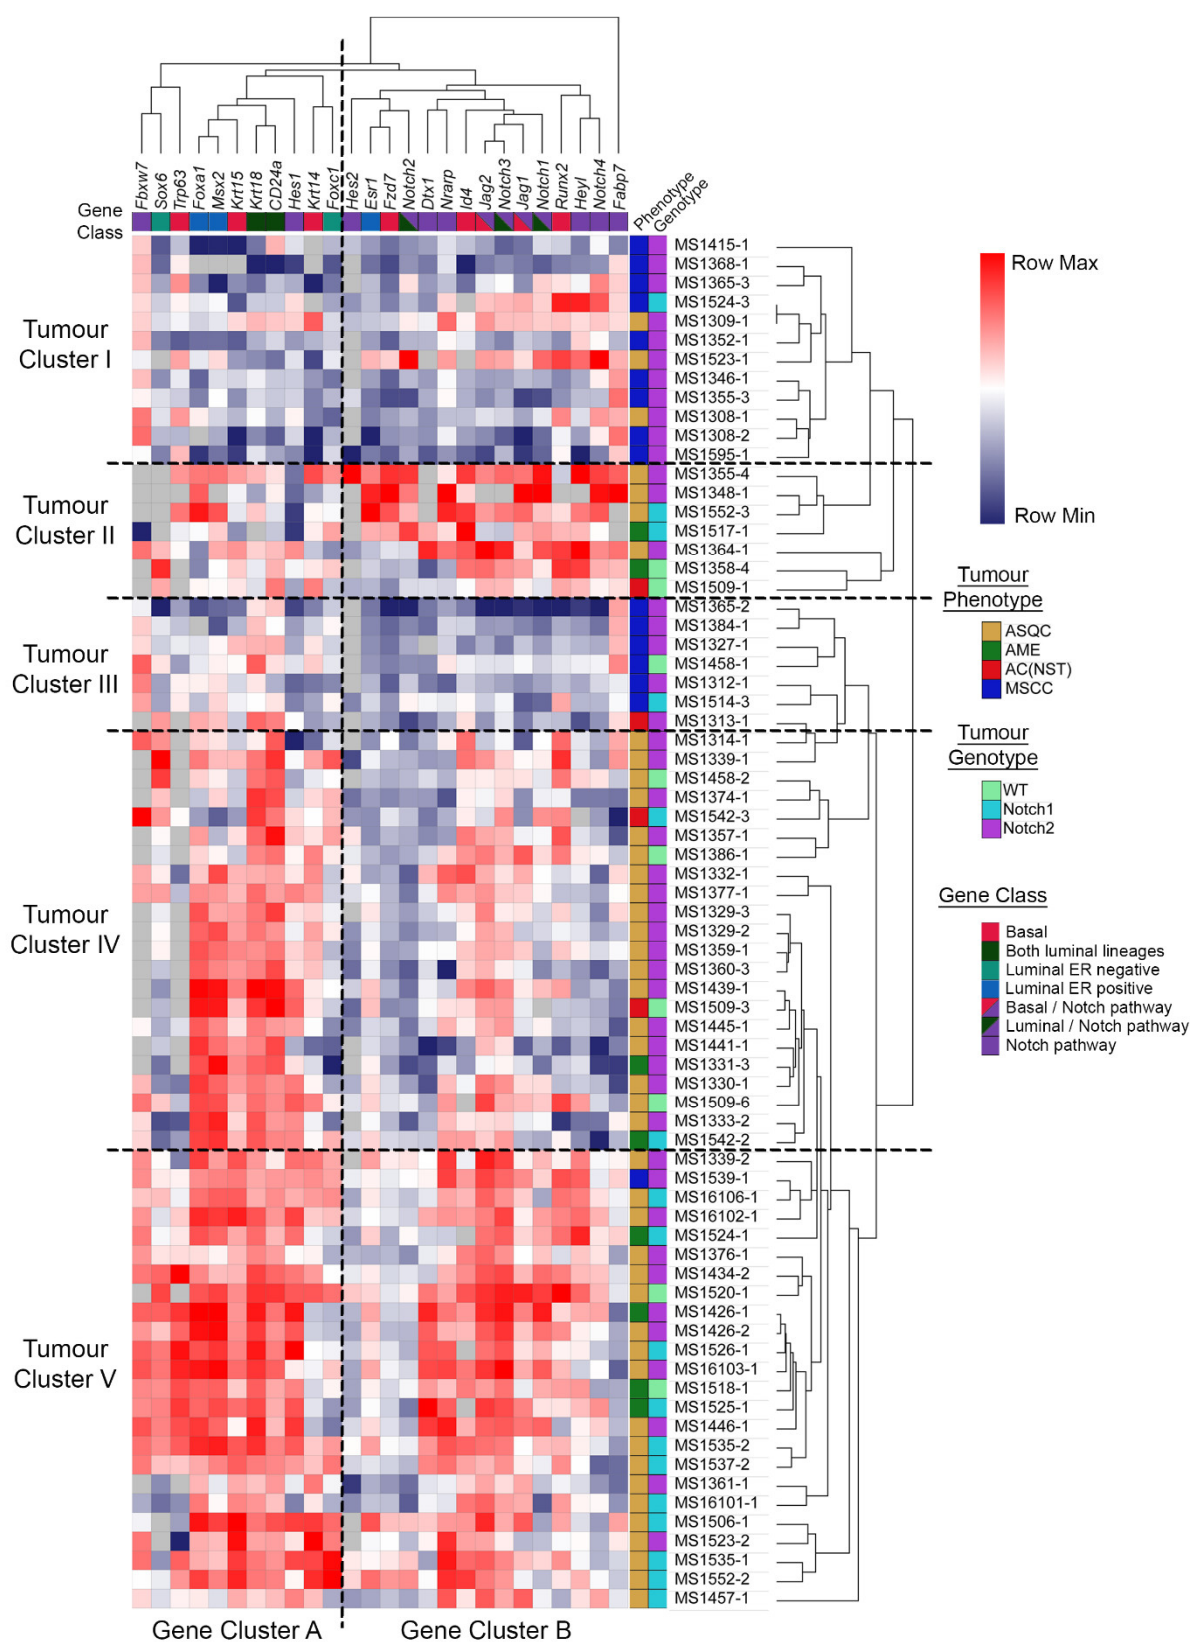 Fbxw7
Sox6
Trp63
Foxa1
Msx2
Krt15
Krt18
CD24a
Hes1
Krt14
Foxc1
Hes2
Esr1
Fzd7
Notch2
Dtx1
Nrarp
Id4
Jag2
Notch3
Jag1
Notch1
Runx2
Heyl
Notch4
Fabp7
Phenotype
Genotype
Gene
Class
Tumour
Cluster I
Tumour
Cluster II
Tumour
Cluster III
Tumour
Cluster IV
Tumour
Cluster V
MS1415-1
MS1368-1
MS1365-3
MS1524-3
MS1309-1
MS1352-1
MS1523-1
MS1346-1
MS1355-3
MS1308-1
MS1308-2
MS1595-1
MS1355-4
MS1348-1
MS1552-3
MS1517-1
MS1364-1
MS1358-4
MS1509-1
MS1365-2
MS1384-1
MS1327-1
MS1458-1
MS1312-1
MS1514-3
MS1313-1
MS1314-1
MS1339-1
MS1458-2
MS1374-1
MS1542-3
MS1357-1
MS1386-1
MS1332-1
MS1377-1
MS1329-3
MS1329-2
MS1359-1
MS1360-3
MS1439-1
MS1509-3
MS1445-1
MS1441-1
MS1331-3
MS1330-1
MS1509-6
MS1333-2
MS1542-2
MS1339-2
MS1539-1
MS16106-1
MS16102-1
MS1524-1
MS1376-1
MS1434-2
MS1520-1
MS1426-1
MS1426-2
MS1526-1
MS16103-1
MS1518-1
MS1525-1
MS1446-1
MS1535-2
MS1537-2
MS1361-1
MS16101-1
MS1506-1
MS1523-2
MS1535-1
MS1552-2
MS1457-1
Row Max
Row Min
Tumour
Phenotype
ASQC
AME
AC(NST)
MSCC
Tumour
Genotype
WT
Notch1
Notch2
Gene Class
Basal
Both luminal lineages
Luminal ER negative
Luminal ER positive
Basal / Notch pathway
Luminal / Notch pathway
Notch pathway
Gene Cluster A
Gene Cluster B